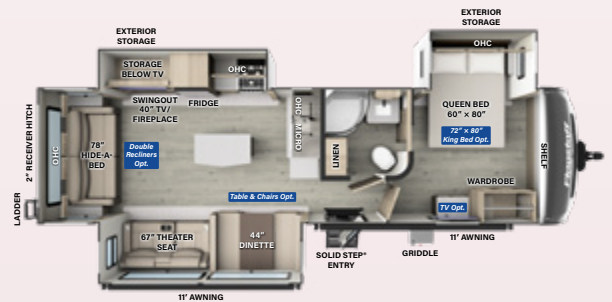 EXTERIOR
STORAGE
EXTERIOR
STORAGE
STORAGE
BELOW TV
OHC
OHC
SWINGOUT
40" TV/
FIREPLACE
FRIDGE
OHC
MICRO
QUEEN BED
60" × 80"
72" × 80"
King Bed Opt.
2" RECEIVER HITCH
OHC
78"
HIDE-A-
BED
Double
Recliners
Opt.
LINEN
SHELF
Flagstaff
LADDER
Table & Chairs Opt.
WARDROBE
TV Opt.
67" THEATER
SEAT
44"
DINETTE
SOLID STEP®
ENTRY
GRIDDLE
11' AWNING
11' AWNING